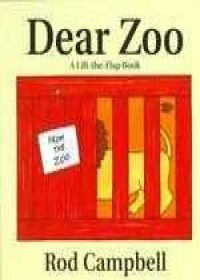 Dear Zoo
A Lift-the-Flap Book
FROM
THE
ZOO
Rod Campbell